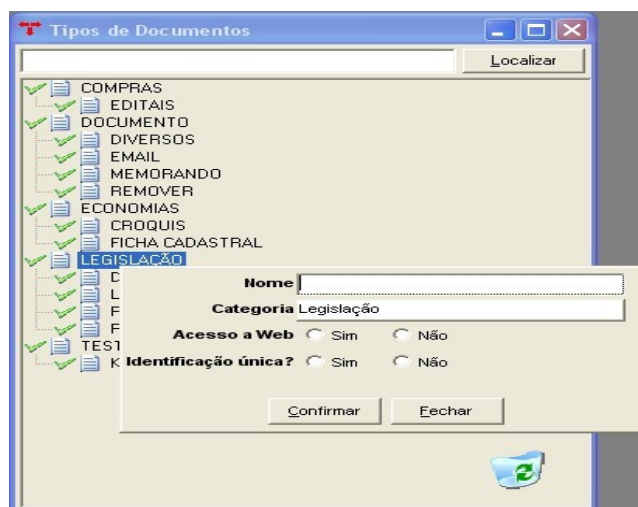 Tipos de Documentos
Localizar
COMPRAS
EDITAIS
DOCUMENTO
DIVERSOS
EMAIL
MEMORANDO
REMOVER
ECONOMIAS
CROQUIS
FICHA CADASTRAL
LEGISLAÇÃO
D
L
F
F
TEST
K
Nome
Categoria Legislação
Acesso a Web Sim Não
Identificação única? Sim Não
Confirmar Fechar